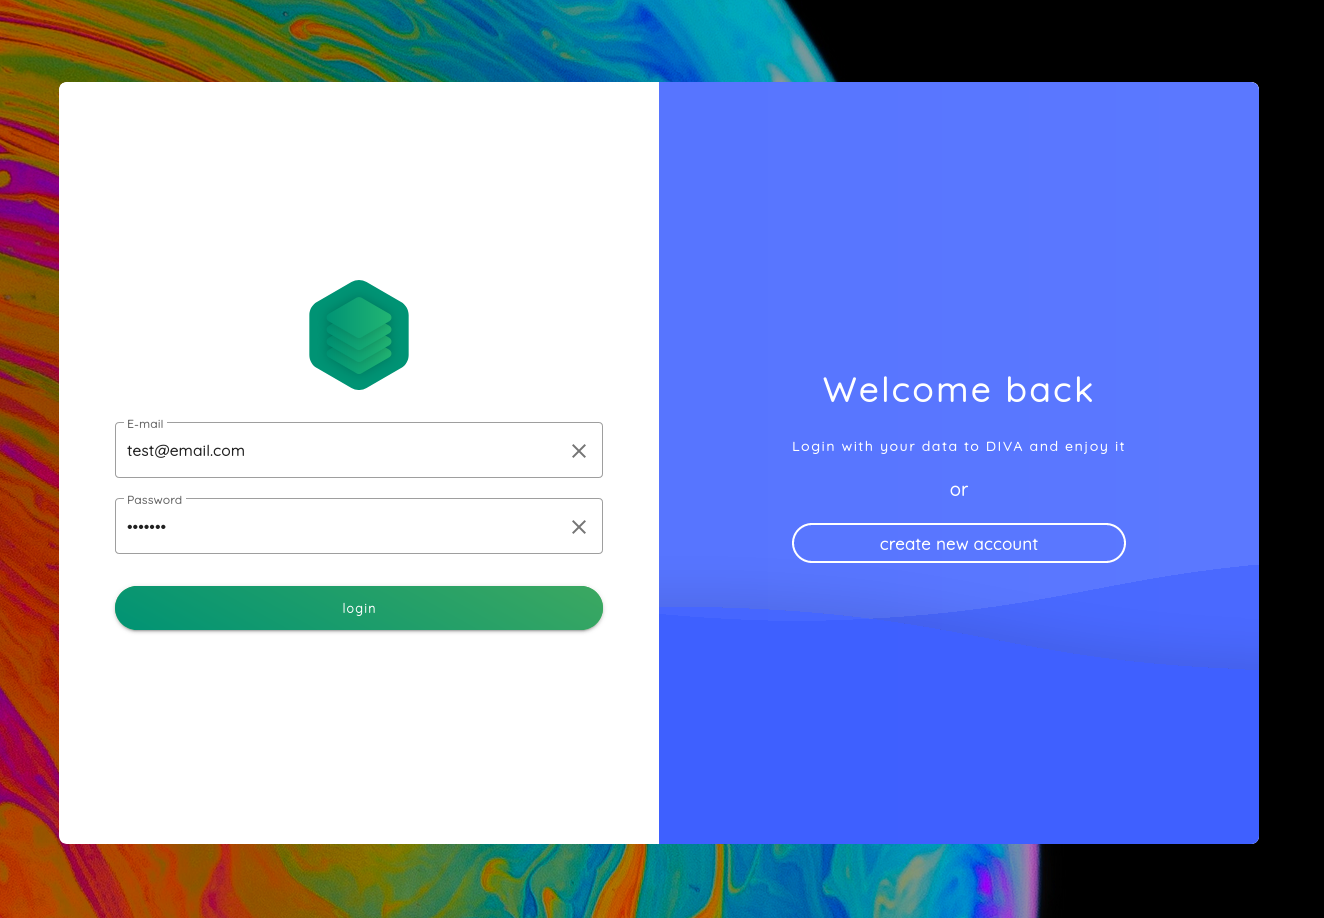 E-mail
test@email.com
Password
•••••••
login
Welcome back
Login with your data to DIVA and enjoy it
or
create new account